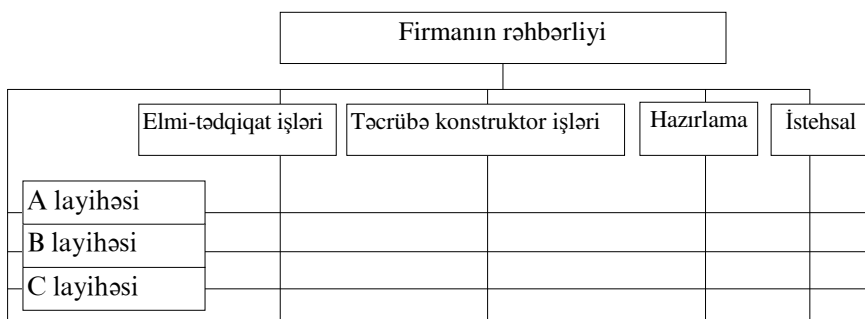 Firmanın rəhbərliyi
Elmi-tədqiqat işləri
Təcrübə konstruktor işləri
Hazırlama
İstehsal
A layihəsi
B layihəsi
C layihəsi